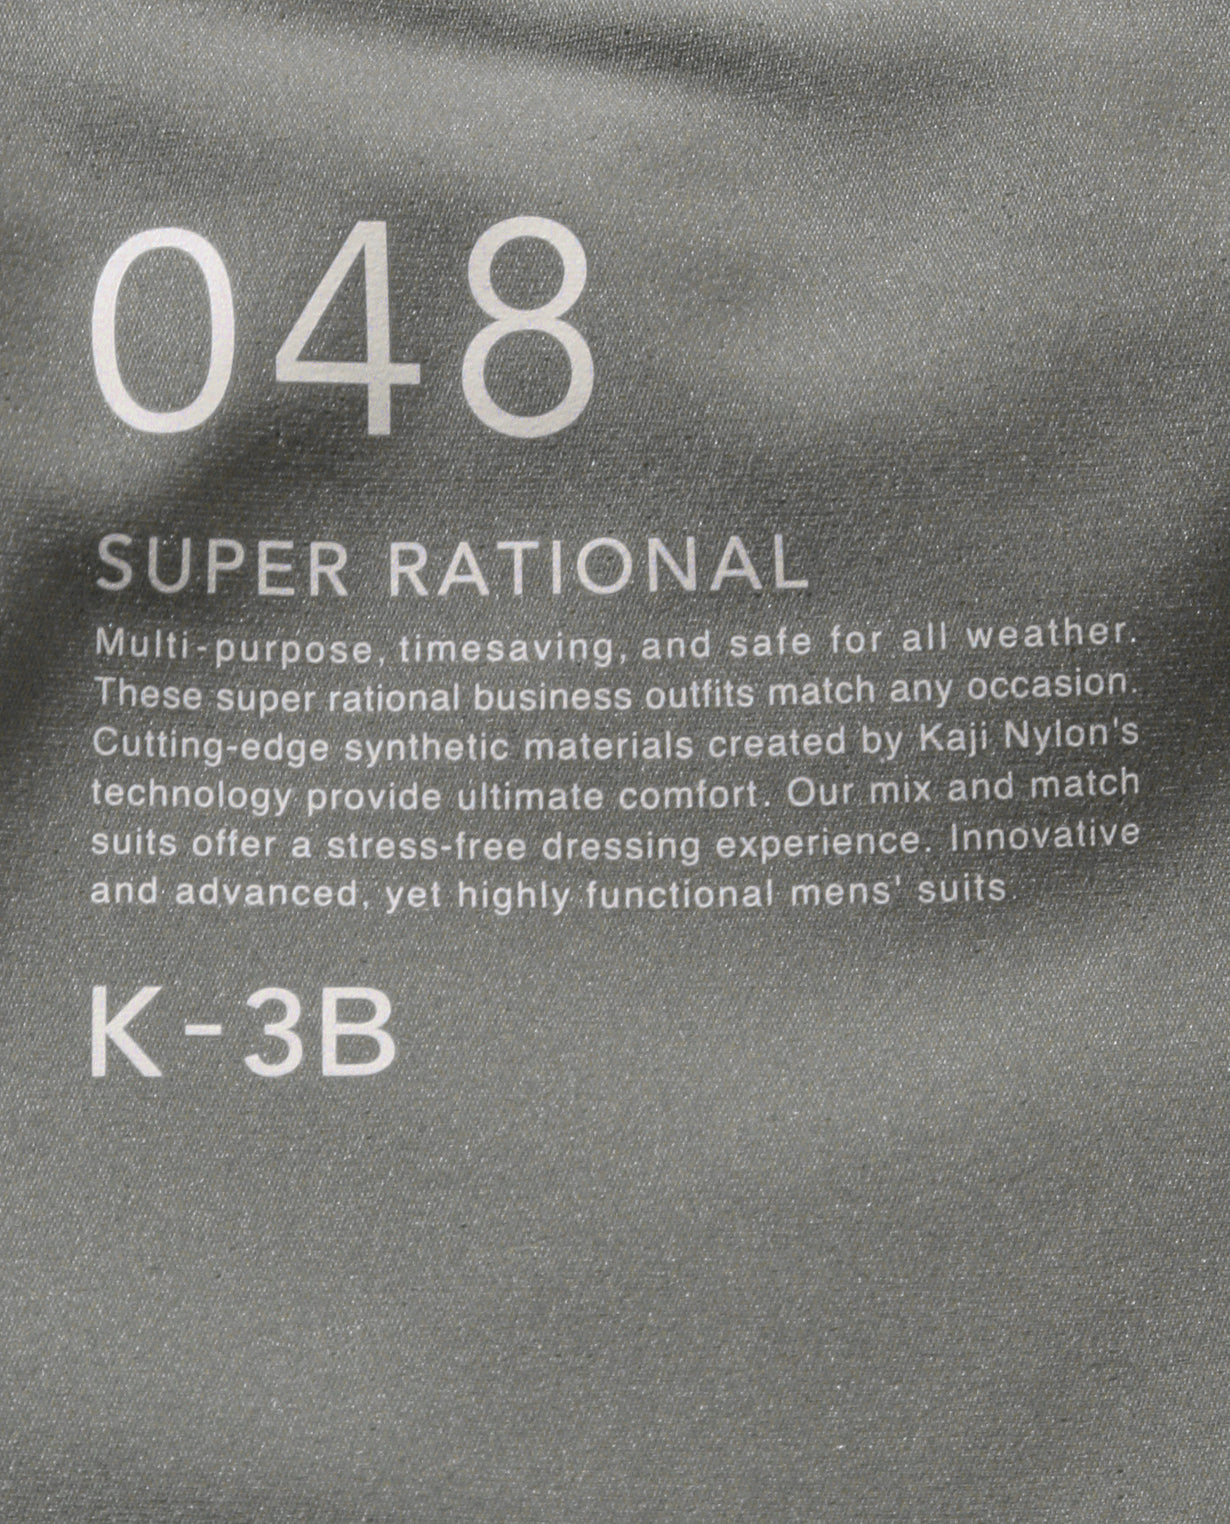 048
SUPER RATIONAL
Multi-purpose, timesaving, and safe for all weather.
These super rational business outfits match any occasion.
Cutting-edge synthetic materials created by Kaji Nylon's
technology provide ultimate comfort. Our mix and match
suits offer a stress-free dressing experience. Innovative
and advanced, yet highly functional mens' suits.
K-3B